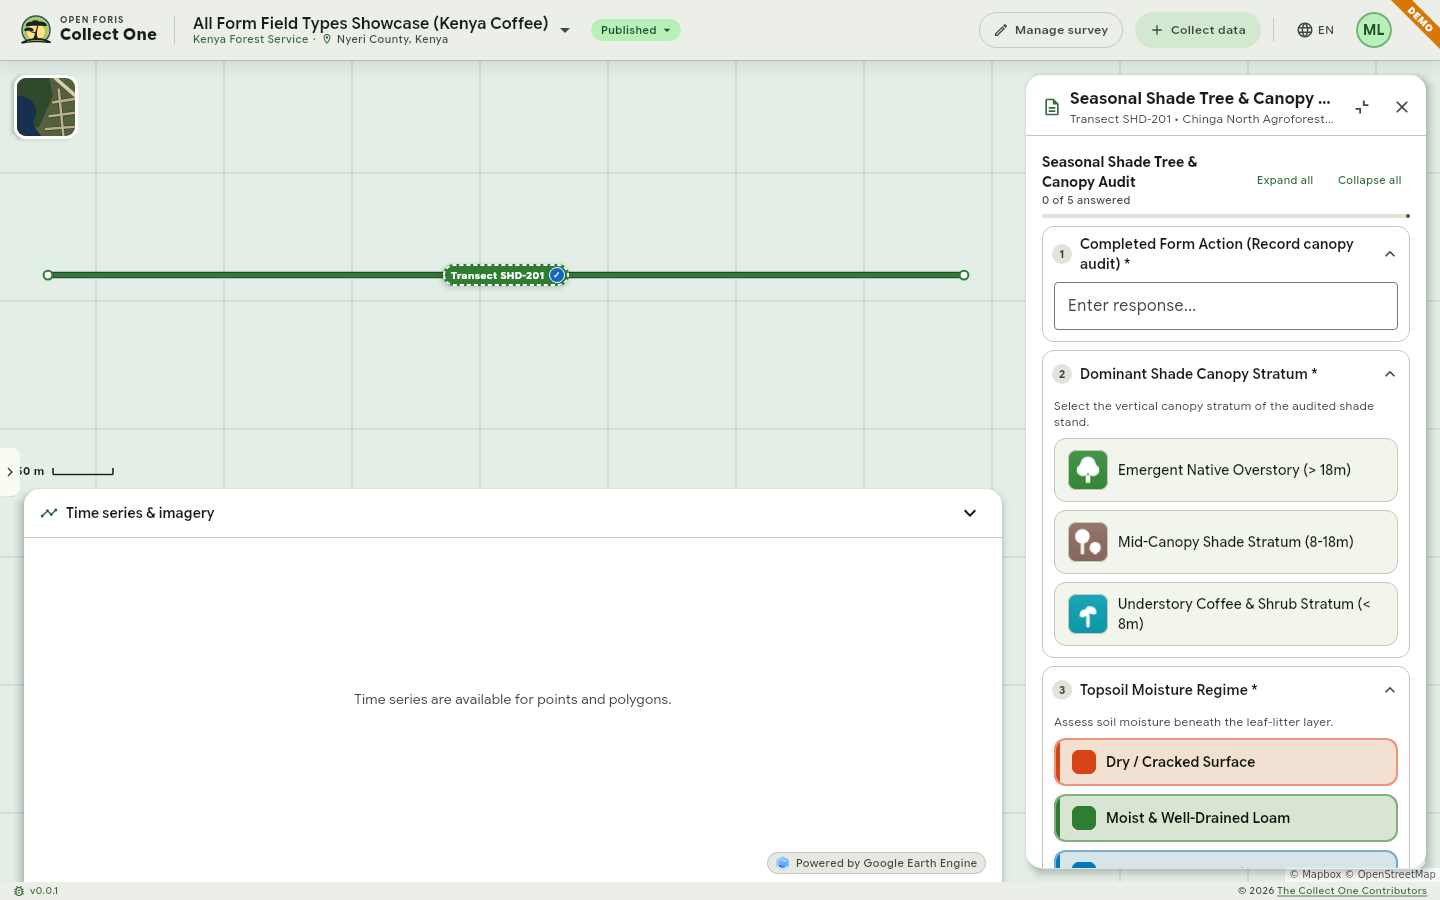 OPEN FORIS
Collect One
All Form Field Types Showcase (Kenya Coffee)
Kenya Forest Service · Nyeri County, Kenya
Published
Manage survey
Collect data
EN
ML
DEMO
Transect SHD-201
50 m
Time series & imagery
Time series are available for points and polygons.
Powered by Google Earth Engine
Seasonal Shade Tree & Canopy ...
Transect SHD-201 • Chinga North Agroforest...
Seasonal Shade Tree &
Canopy Audit
Expand all
Collapse all
0 of 5 answered
1
Completed Form Action (Record canopy
audit) *
Enter response...
2
Dominant Shade Canopy Stratum *
Select the vertical canopy stratum of the audited shade
stand.
Emergent Native Overstory (> 18m)
Mid-Canopy Shade Stratum (8-18m)
Understory Coffee & Shrub Stratum (<
8m)
3
Topsoil Moisture Regime *
Assess soil moisture beneath the leaf-litter layer.
Dry / Cracked Surface
Moist & Well-Drained Loam
© Mapbox © OpenStreetMap
v0.0.1
© 2026 The Collect One Contributors